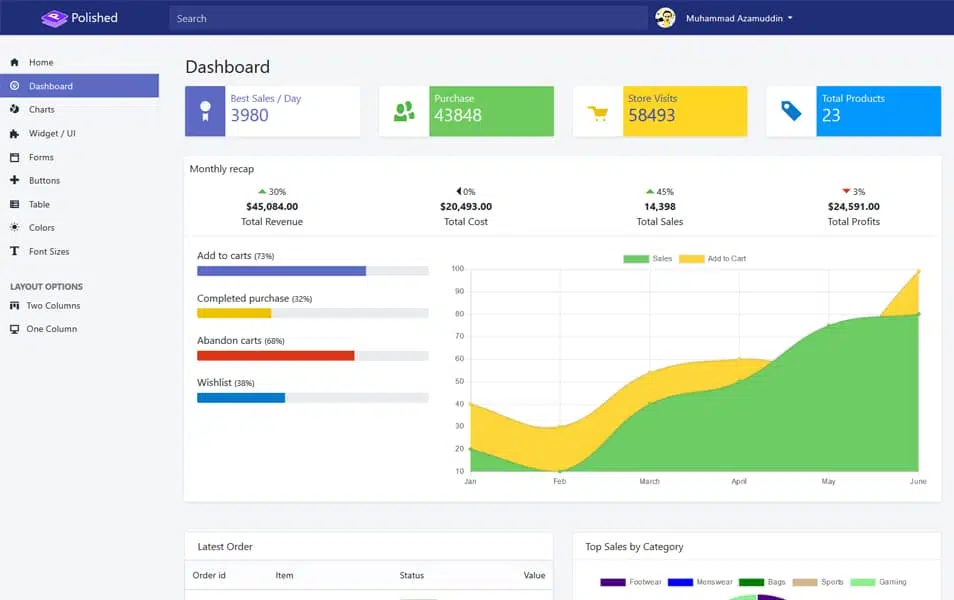 Polished
Search
Muhammad Azamuddin
Home
Dashboard
Charts
Widget / UI
Forms
Buttons
Table
Colors
Font Sizes
LAYOUT OPTIONS
Two Columns
One Column
Dashboard
Best Sales / Day
3980
Purchase
43848
Store Visits
58493
Total Products
23
Monthly recap
30%
$45,084.00
Total Revenue
0%
$20,493.00
Total Cost
45%
14,398
Total Sales
3%
$24,591.00
Total Profits
Add to carts (73%)
Completed purchase (32%)
Abandon carts (68%)
Wishlist (38%)
Sales Add to Cart
100
90
80
70
60
50
40
30
20
10
Jan Feb March April May June
Latest Order
Order id Item Status Value
Top Sales by Category
Footwear Menswear Bags Sports Gaming